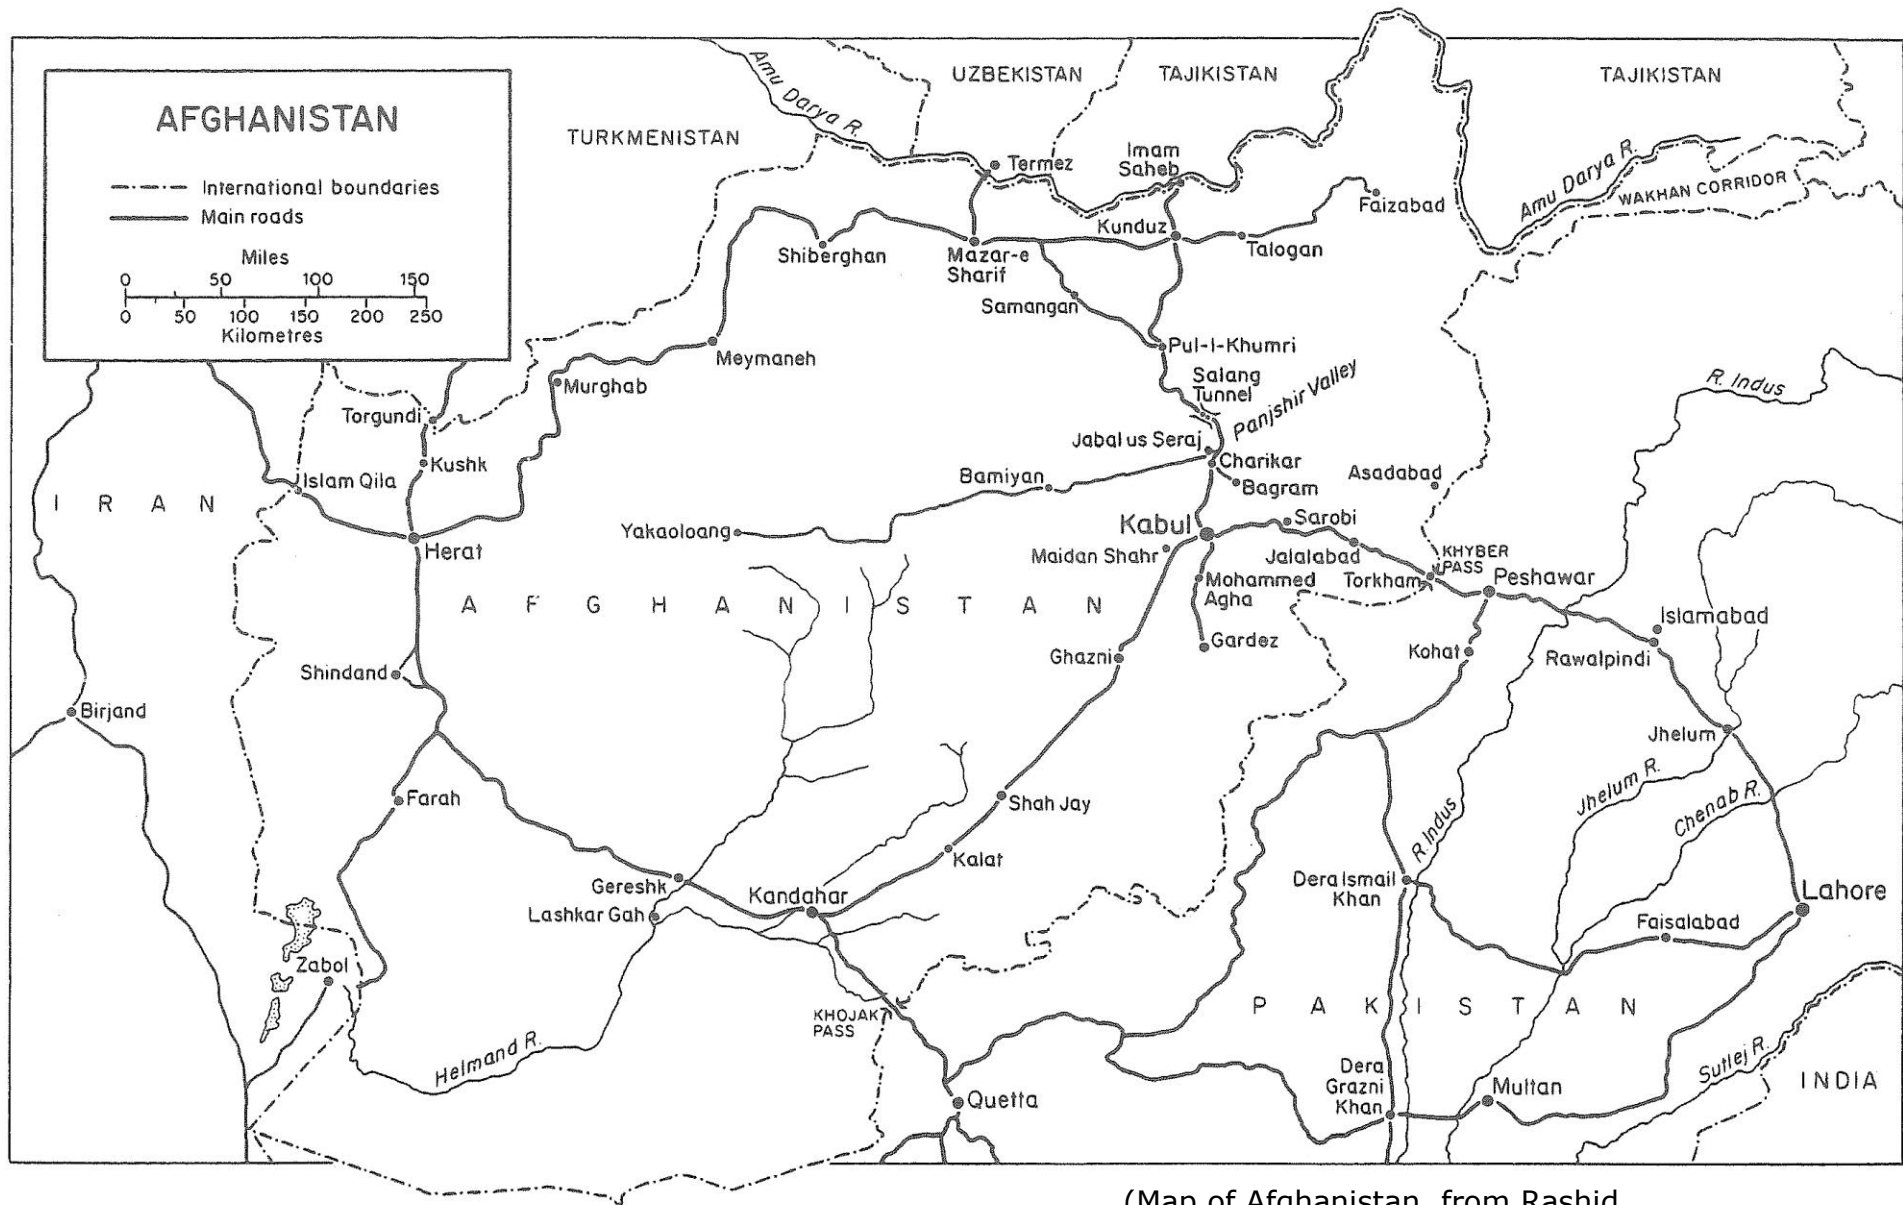 AFGHANISTAN
International boundaries
Main roads
Miles
0 50 100 150
0 50 100 150 200 250
Kilometres
Amu Darya R.
UZBEKISTAN
TAJIKISTAN
TAJIKISTAN
TURKMENISTAN
Termez
Imam
Saheb
Faizabad
Amu Darya R.
WAKHAN CORRIDOR
Kunduz
Talogan
Shiberghan
Mazar-e
Sharif
Samangan
Meymaneh
Pul-I-Khumri
Murghab
Salang
Tunnel
Panjshir Valley
R. Indus
Torgundi
Jabal us Seraj
Kushk
Charikar
Islam Qila
Bamiyan
Bagram
Asadabad
IRAN
Yakaoloang
Kabul
Sarobi
Herat
Maidan Shahr
Jalalabad
KHYBER
PASS
Torkham
Peshawar
Mohammed
Agha
AFGHANISTAN
Islamabad
Gardez
Ghazni
Kohat
Rawalpindi
Shindand
Birjand
Jhelum
Jhelum R.
Farah
Shah Jay
Chenab R.
R. Indus
Kalat
Gereshk
Kandahar
Dera Ismail
Khan
Lahore
Lashkar Gah
Faisalabad
Zabol
PAKISTAN
KHOJAK
PASS
Helmand R.
Sutlej R.
Dera
Grazni
Khan
Multan
INDIA
Quetta
(Map of Afghanistan, from Rashid